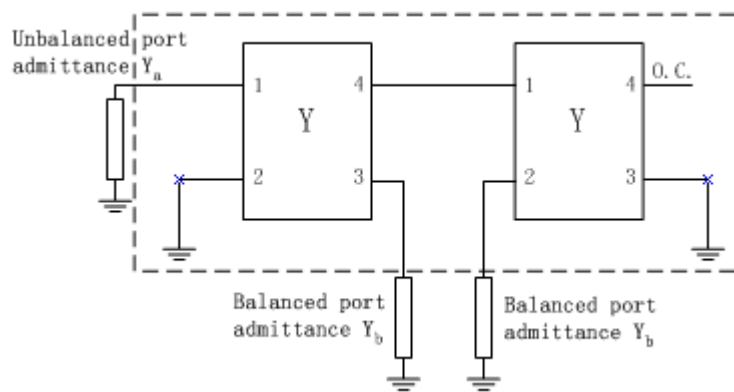 Unbalanced port
admittance Yₐ
1
4
Y
2
3
1
4
O.C.
Y
2
3
Balanced port
admittance Y_b
Balanced port
admittance Y_b